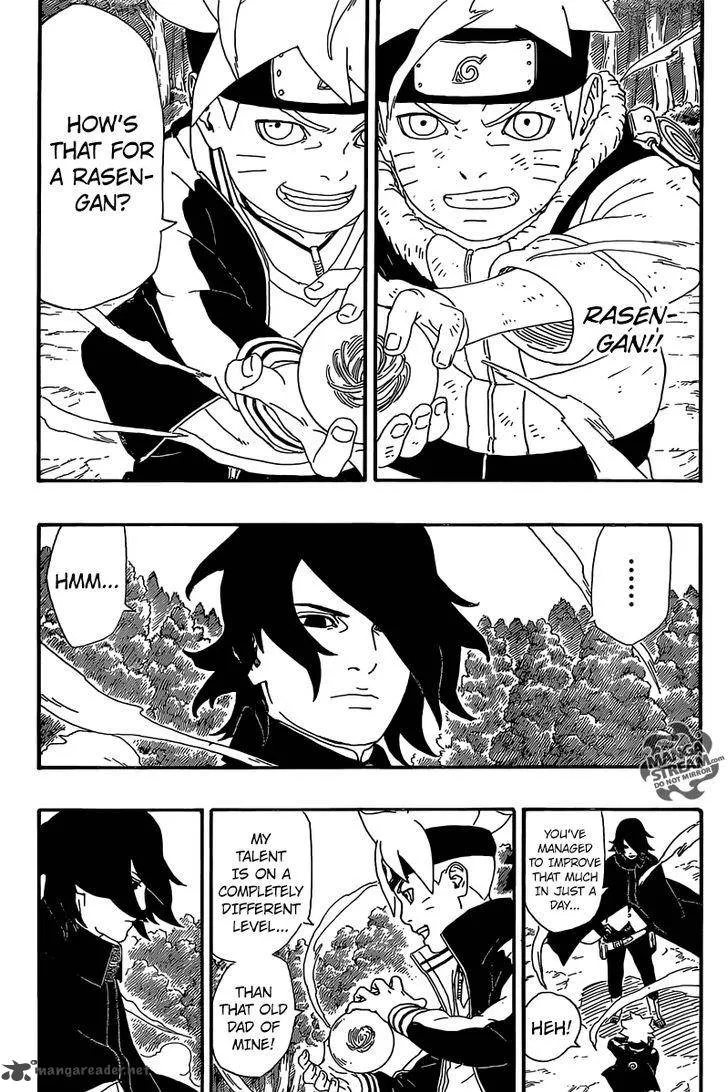 RASEN-
GAN!!
HOW'S
THAT FOR
A RASEN-
GAN?
......
HMM...
MANGA
STREAM.com
DO NOT MIRROR
YOU'VE
MANAGED
TO IMPROVE
THAT MUCH
IN JUST
A DAY...
HEH!
MY
TALENT
IS ON A
COMPLETELY
DIFFERENT
LEVEL...
THAN
THAT OLD
DAD OF
MINE!
mangareader.net